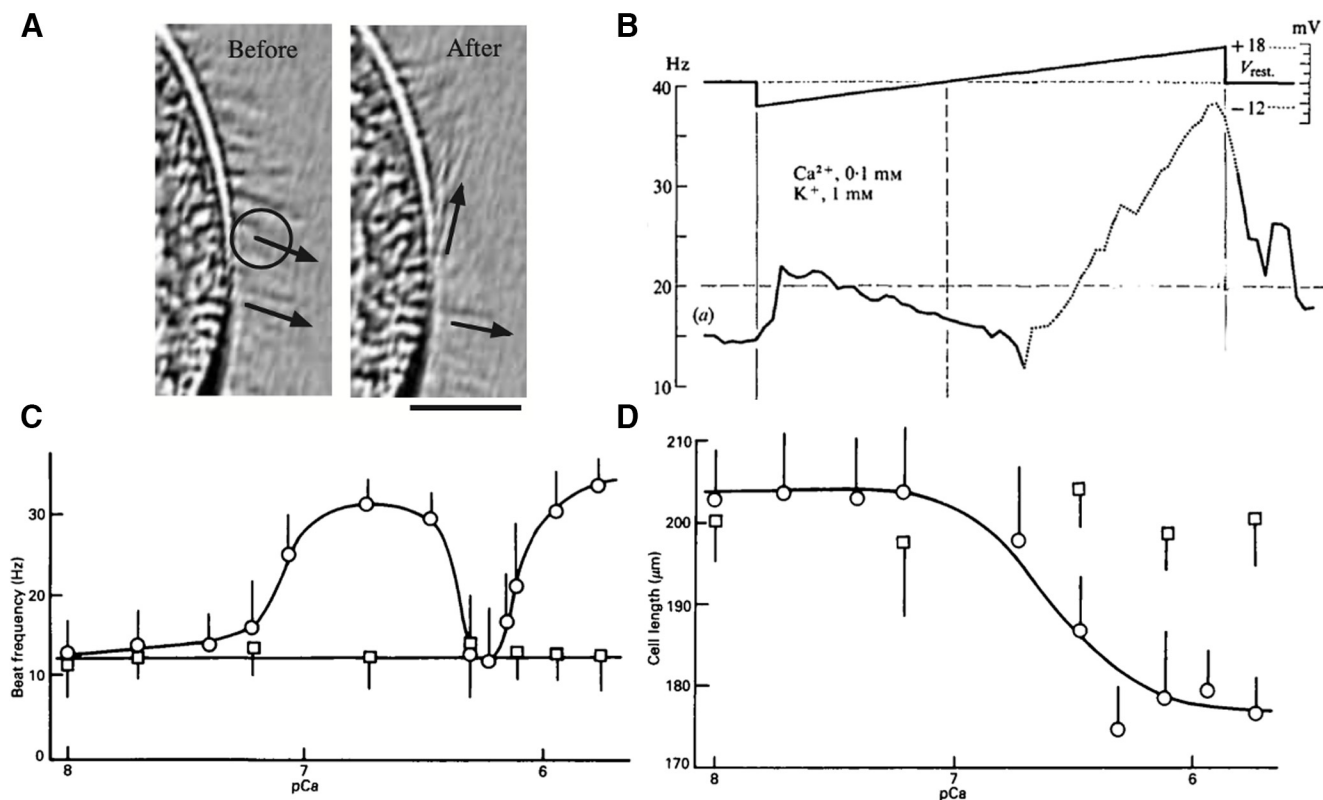 A
Before
After
B
Hz
40
30
20
10
Ca²⁺, 0·1 mM
K⁺, 1 mM
(a)
mV
+18
Vrest.
−12
C
Beat frequency (Hz)
30
20
10
0
8
7
6
pCa
D
Cell length (μm)
210
200
190
180
170
8
7
6
pCa